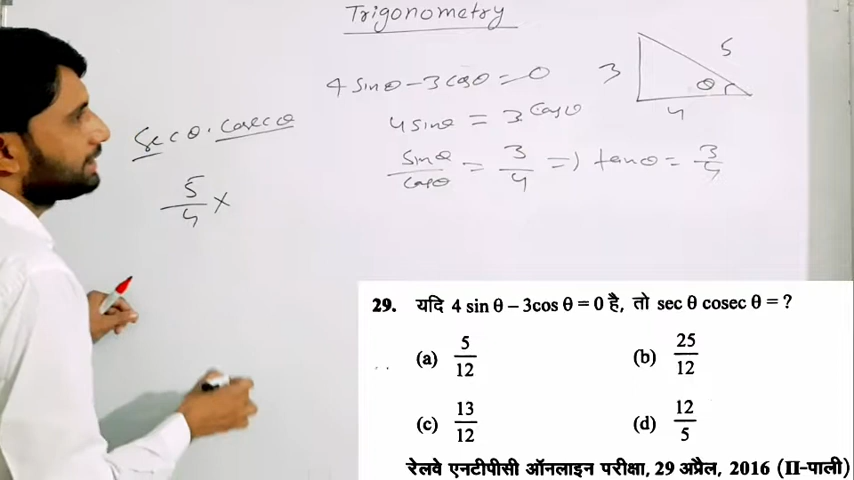 Trigonometry
4 sinθ - 3 cosθ = 0
4 sinθ = 3 cosθ
sinθ/cosθ = 3/4 => tanθ = 3/4
3 5 θ 4
Sec θ . Cosec θ
5/4 ×
29. यदि 4 sin θ – 3cos θ = 0 है, तो sec θ cosec θ = ?
(a) 5/12 (b) 25/12
(c) 13/12 (d) 12/5
रेलवे एनटीपीसी ऑनलाइन परीक्षा, 29 अप्रैल, 2016 (II-पाली)